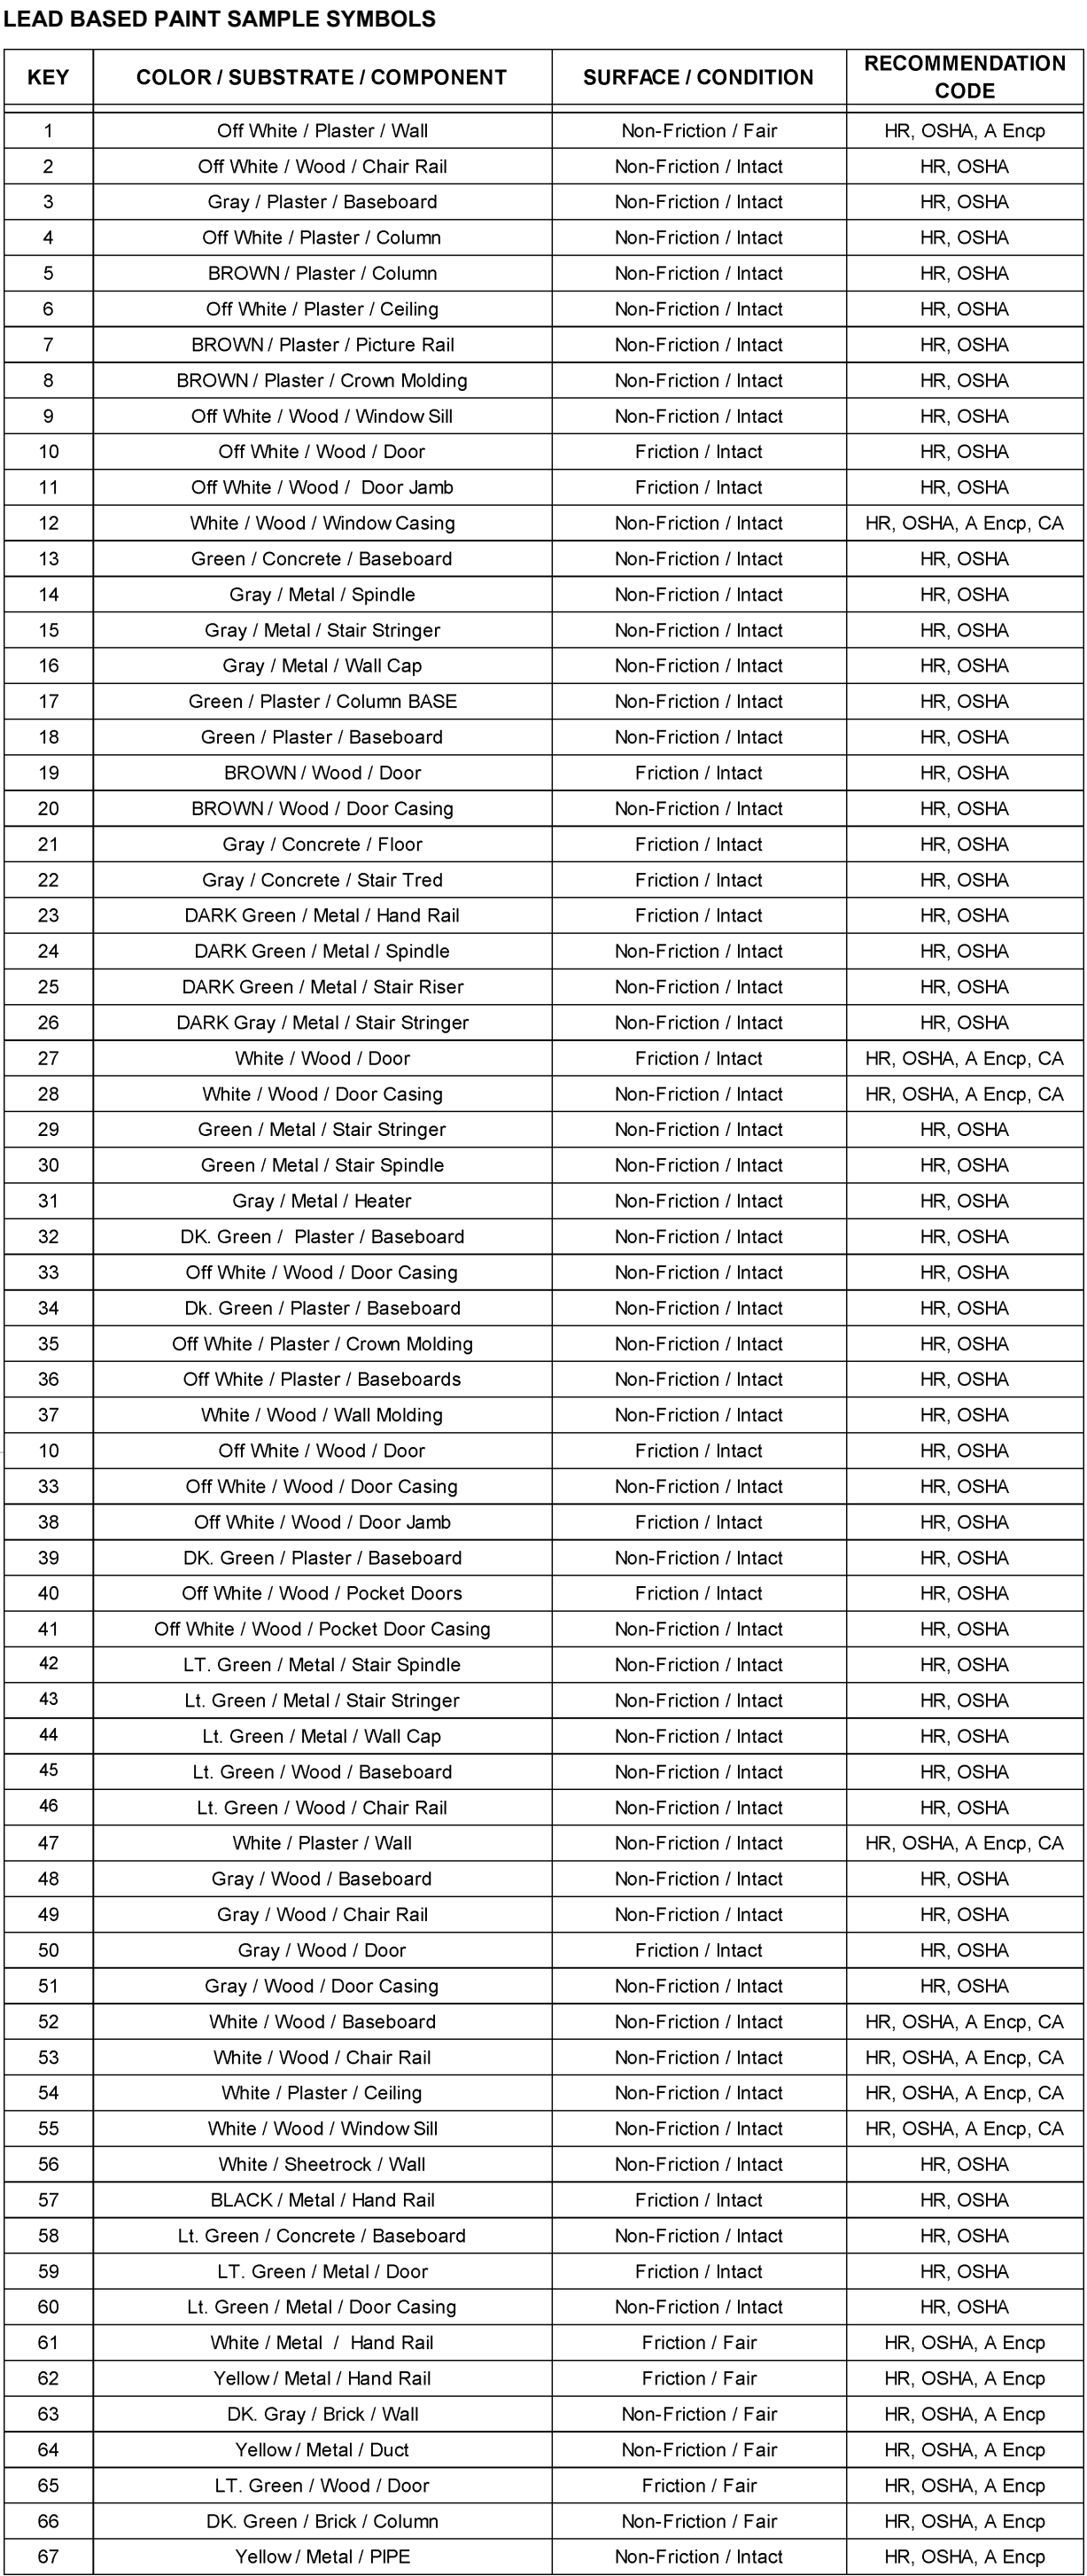 LEAD BASED PAINT SAMPLE SYMBOLS
KEY COLOR / SUBSTRATE / COMPONENT SURFACE / CONDITION RECOMMENDATION CODE
1 Off White / Plaster / Wall Non-Friction / Fair HR, OSHA, A Encp
2 Off White / Wood / Chair Rail Non-Friction / Intact HR, OSHA
3 Gray / Plaster / Baseboard Non-Friction / Intact HR, OSHA
4 Off White / Plaster / Column Non-Friction / Intact HR, OSHA
5 BROWN / Plaster / Column Non-Friction / Intact HR, OSHA
6 Off White / Plaster / Ceiling Non-Friction / Intact HR, OSHA
7 BROWN / Plaster / Picture Rail Non-Friction / Intact HR, OSHA
8 BROWN / Plaster / Crown Molding Non-Friction / Intact HR, OSHA
9 Off White / Wood / Window Sill Non-Friction / Intact HR, OSHA
10 Off White / Wood / Door Friction / Intact HR, OSHA
11 Off White / Wood / Door Jamb Friction / Intact HR, OSHA
12 White / Wood / Window Casing Non-Friction / Intact HR, OSHA, A Encp, CA
13 Green / Concrete / Baseboard Non-Friction / Intact HR, OSHA
14 Gray / Metal / Spindle Non-Friction / Intact HR, OSHA
15 Gray / Metal / Stair Stringer Non-Friction / Intact HR, OSHA
16 Gray / Metal / Wall Cap Non-Friction / Intact HR, OSHA
17 Green / Plaster / Column BASE Non-Friction / Intact HR, OSHA
18 Green / Plaster / Baseboard Non-Friction / Intact HR, OSHA
19 BROWN / Wood / Door Friction / Intact HR, OSHA
20 BROWN / Wood / Door Casing Non-Friction / Intact HR, OSHA
21 Gray / Concrete / Floor Friction / Intact HR, OSHA
22 Gray / Concrete / Stair Tred Friction / Intact HR, OSHA
23 DARK Green / Metal / Hand Rail Friction / Intact HR, OSHA
24 DARK Green / Metal / Spindle Non-Friction / Intact HR, OSHA
25 DARK Green / Metal / Stair Riser Non-Friction / Intact HR, OSHA
26 DARK Gray / Metal / Stair Stringer Non-Friction / Intact HR, OSHA
27 White / Wood / Door Friction / Intact HR, OSHA, A Encp, CA
28 White / Wood / Door Casing Non-Friction / Intact HR, OSHA, A Encp, CA
29 Green / Metal / Stair Stringer Non-Friction / Intact HR, OSHA
30 Green / Metal / Stair Spindle Non-Friction / Intact HR, OSHA
31 Gray / Metal / Heater Non-Friction / Intact HR, OSHA
32 DK. Green / Plaster / Baseboard Non-Friction / Intact HR, OSHA
33 Off White / Wood / Door Casing Non-Friction / Intact HR, OSHA
34 Dk. Green / Plaster / Baseboard Non-Friction / Intact HR, OSHA
35 Off White / Plaster / Crown Molding Non-Friction / Intact HR, OSHA
36 Off White / Plaster / Baseboards Non-Friction / Intact HR, OSHA
37 White / Wood / Wall Molding Non-Friction / Intact HR, OSHA
10 Off White / Wood / Door Friction / Intact HR, OSHA
33 Off White / Wood / Door Casing Non-Friction / Intact HR, OSHA
38 Off White / Wood / Door Jamb Friction / Intact HR, OSHA
39 DK. Green / Plaster / Baseboard Non-Friction / Intact HR, OSHA
40 Off White / Wood / Pocket Doors Friction / Intact HR, OSHA
41 Off White / Wood / Pocket Door Casing Non-Friction / Intact HR, OSHA
42 LT. Green / Metal / Stair Spindle Non-Friction / Intact HR, OSHA
43 Lt. Green / Metal / Stair Stringer Non-Friction / Intact HR, OSHA
44 Lt. Green / Metal / Wall Cap Non-Friction / Intact HR, OSHA
45 Lt. Green / Wood / Baseboard Non-Friction / Intact HR, OSHA
46 Lt. Green / Wood / Chair Rail Non-Friction / Intact HR, OSHA
47 White / Plaster / Wall Non-Friction / Intact HR, OSHA, A Encp, CA
48 Gray / Wood / Baseboard Non-Friction / Intact HR, OSHA
49 Gray / Wood / Chair Rail Non-Friction / Intact HR, OSHA
50 Gray / Wood / Door Friction / Intact HR, OSHA
51 Gray / Wood / Door Casing Non-Friction / Intact HR, OSHA
52 White / Wood / Baseboard Non-Friction / Intact HR, OSHA, A Encp, CA
53 White / Wood / Chair Rail Non-Friction / Intact HR, OSHA, A Encp, CA
54 White / Plaster / Ceiling Non-Friction / Intact HR, OSHA, A Encp, CA
55 White / Wood / Window Sill Non-Friction / Intact HR, OSHA, A Encp, CA
56 White / Sheetrock / Wall Non-Friction / Intact HR, OSHA
57 BLACK / Metal / Hand Rail Friction / Intact HR, OSHA
58 Lt. Green / Concrete / Baseboard Non-Friction / Intact HR, OSHA
59 LT. Green / Metal / Door Friction / Intact HR, OSHA
60 Lt. Green / Metal / Door Casing Non-Friction / Intact HR, OSHA
61 White / Metal / Hand Rail Friction / Fair HR, OSHA, A Encp
62 Yellow / Metal / Hand Rail Friction / Fair HR, OSHA, A Encp
63 DK. Gray / Brick / Wall Non-Friction / Fair HR, OSHA, A Encp
64 Yellow / Metal / Duct Non-Friction / Fair HR, OSHA, A Encp
65 LT. Green / Wood / Door Friction / Fair HR, OSHA, A Encp
66 DK. Green / Brick / Column Non-Friction / Fair HR, OSHA, A Encp
67 Yellow / Metal / PIPE Non-Friction / Intact HR, OSHA, A Encp